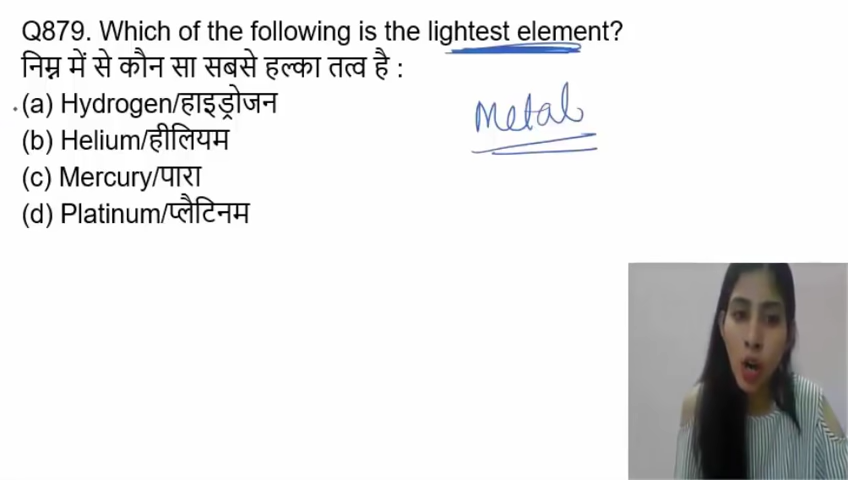 Q879. Which of the following is the lightest element?
निम्न में से कौन सा सबसे हल्का तत्व है :
(a) Hydrogen/हाइड्रोजन
Metal
(b) Helium/हीलियम
(c) Mercury/पारा
(d) Platinum/प्लैटिनम